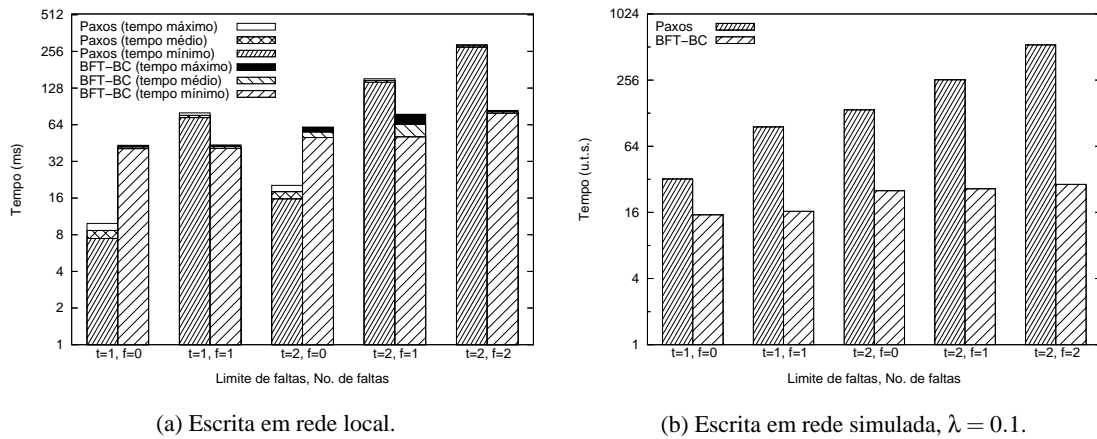 512
256
128
64
32
16
8
4
2
1
Tempo (ms)
Paxos (tempo máximo)
Paxos (tempo médio)
Paxos (tempo mínimo)
BFT−BC (tempo máximo)
BFT−BC (tempo médio)
BFT−BC (tempo mínimo)
t=1, f=0
t=1, f=1
t=2, f=0
t=2, f=1
t=2, f=2
Limite de faltas, No. de faltas
(a) Escrita em rede local.
1024
256
64
16
4
1
Tempo (u.t.s.)
Paxos
BFT−BC
t=1, f=0
t=1, f=1
t=2, f=0
t=2, f=1
t=2, f=2
Limite de faltas, No. de faltas
(b) Escrita em rede simulada, λ = 0.1.